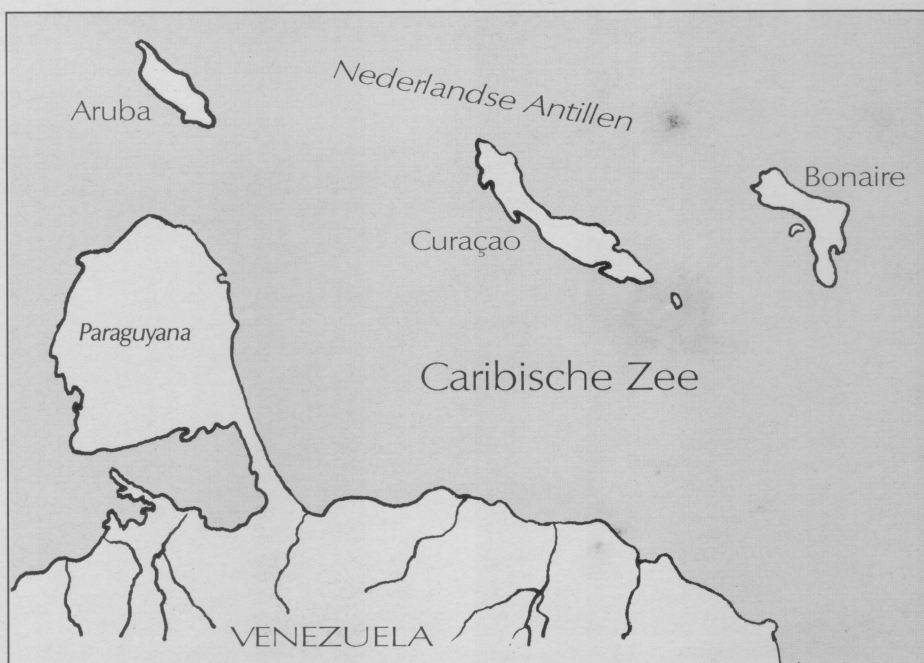 Nederlandse Antillen
Aruba
Bonaire
Curaçao
Paraguyana
Caribische Zee
VENEZUELA